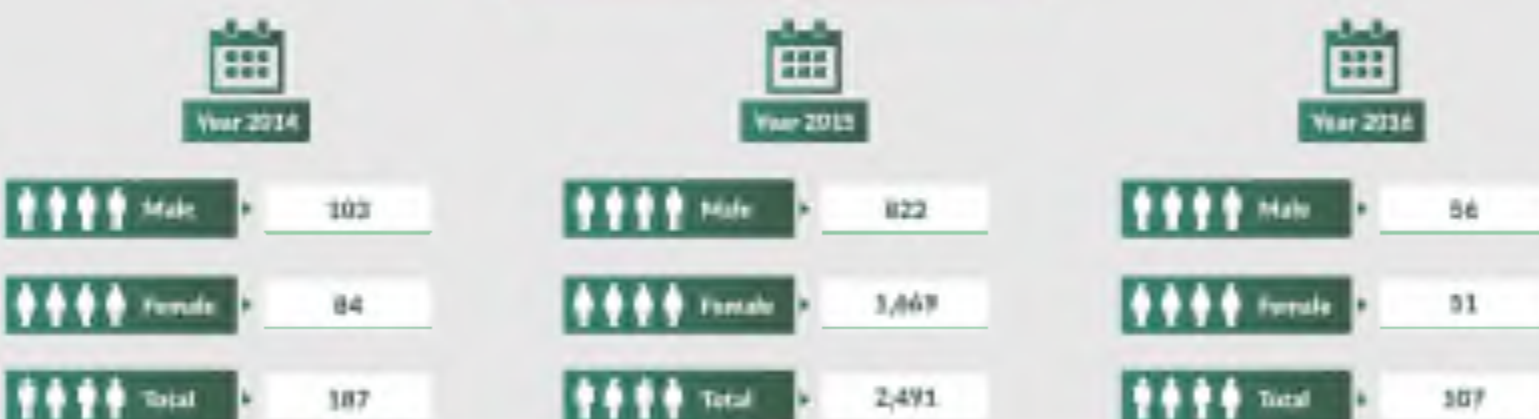 Year 2014
Male 103
Female 84
Total 187
Year 2015
Male 822
Female 1,669
Total 2,491
Year 2016
Male 56
Female 51
Total 107